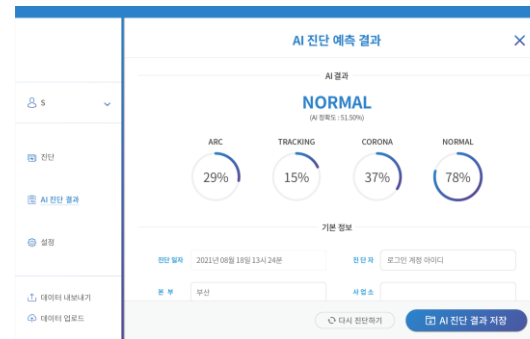 AI 진단 예측 결과
AI 결과
NORMAL
(AI 정확도 : 51.50%)
ARC TRACKING CORONA NORMAL
29% 15% 37% 78%
기본 정보
진단 일자 2021년 08월 18일 13시 24분 진단 자 로그인 계정 아이디
본 부 부산 사업소
다시 진단하기 AI 진단 결과 저장
S
진단
AI 진단 결과
설정
데이터 내보내기
데이터 업로드